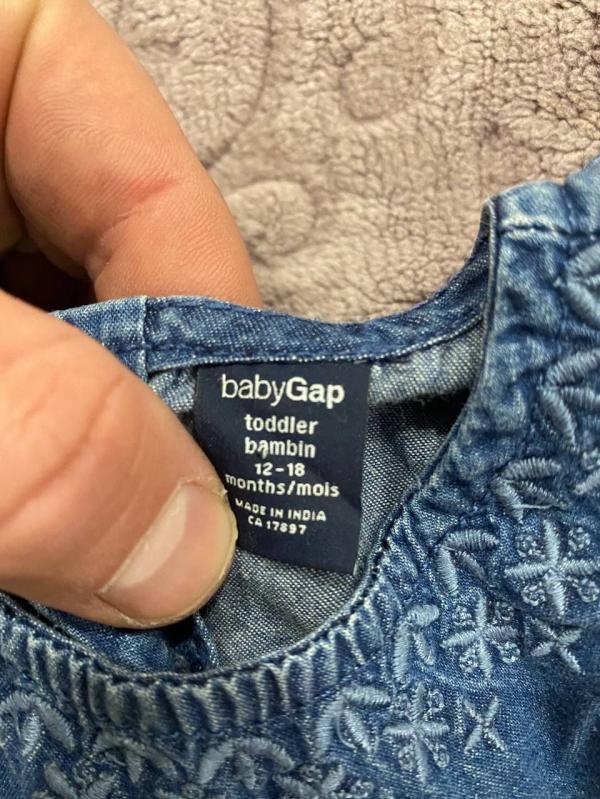 babyGap
toddler
bambin
12-18
months/mois
MADE IN INDIA
CA 17897